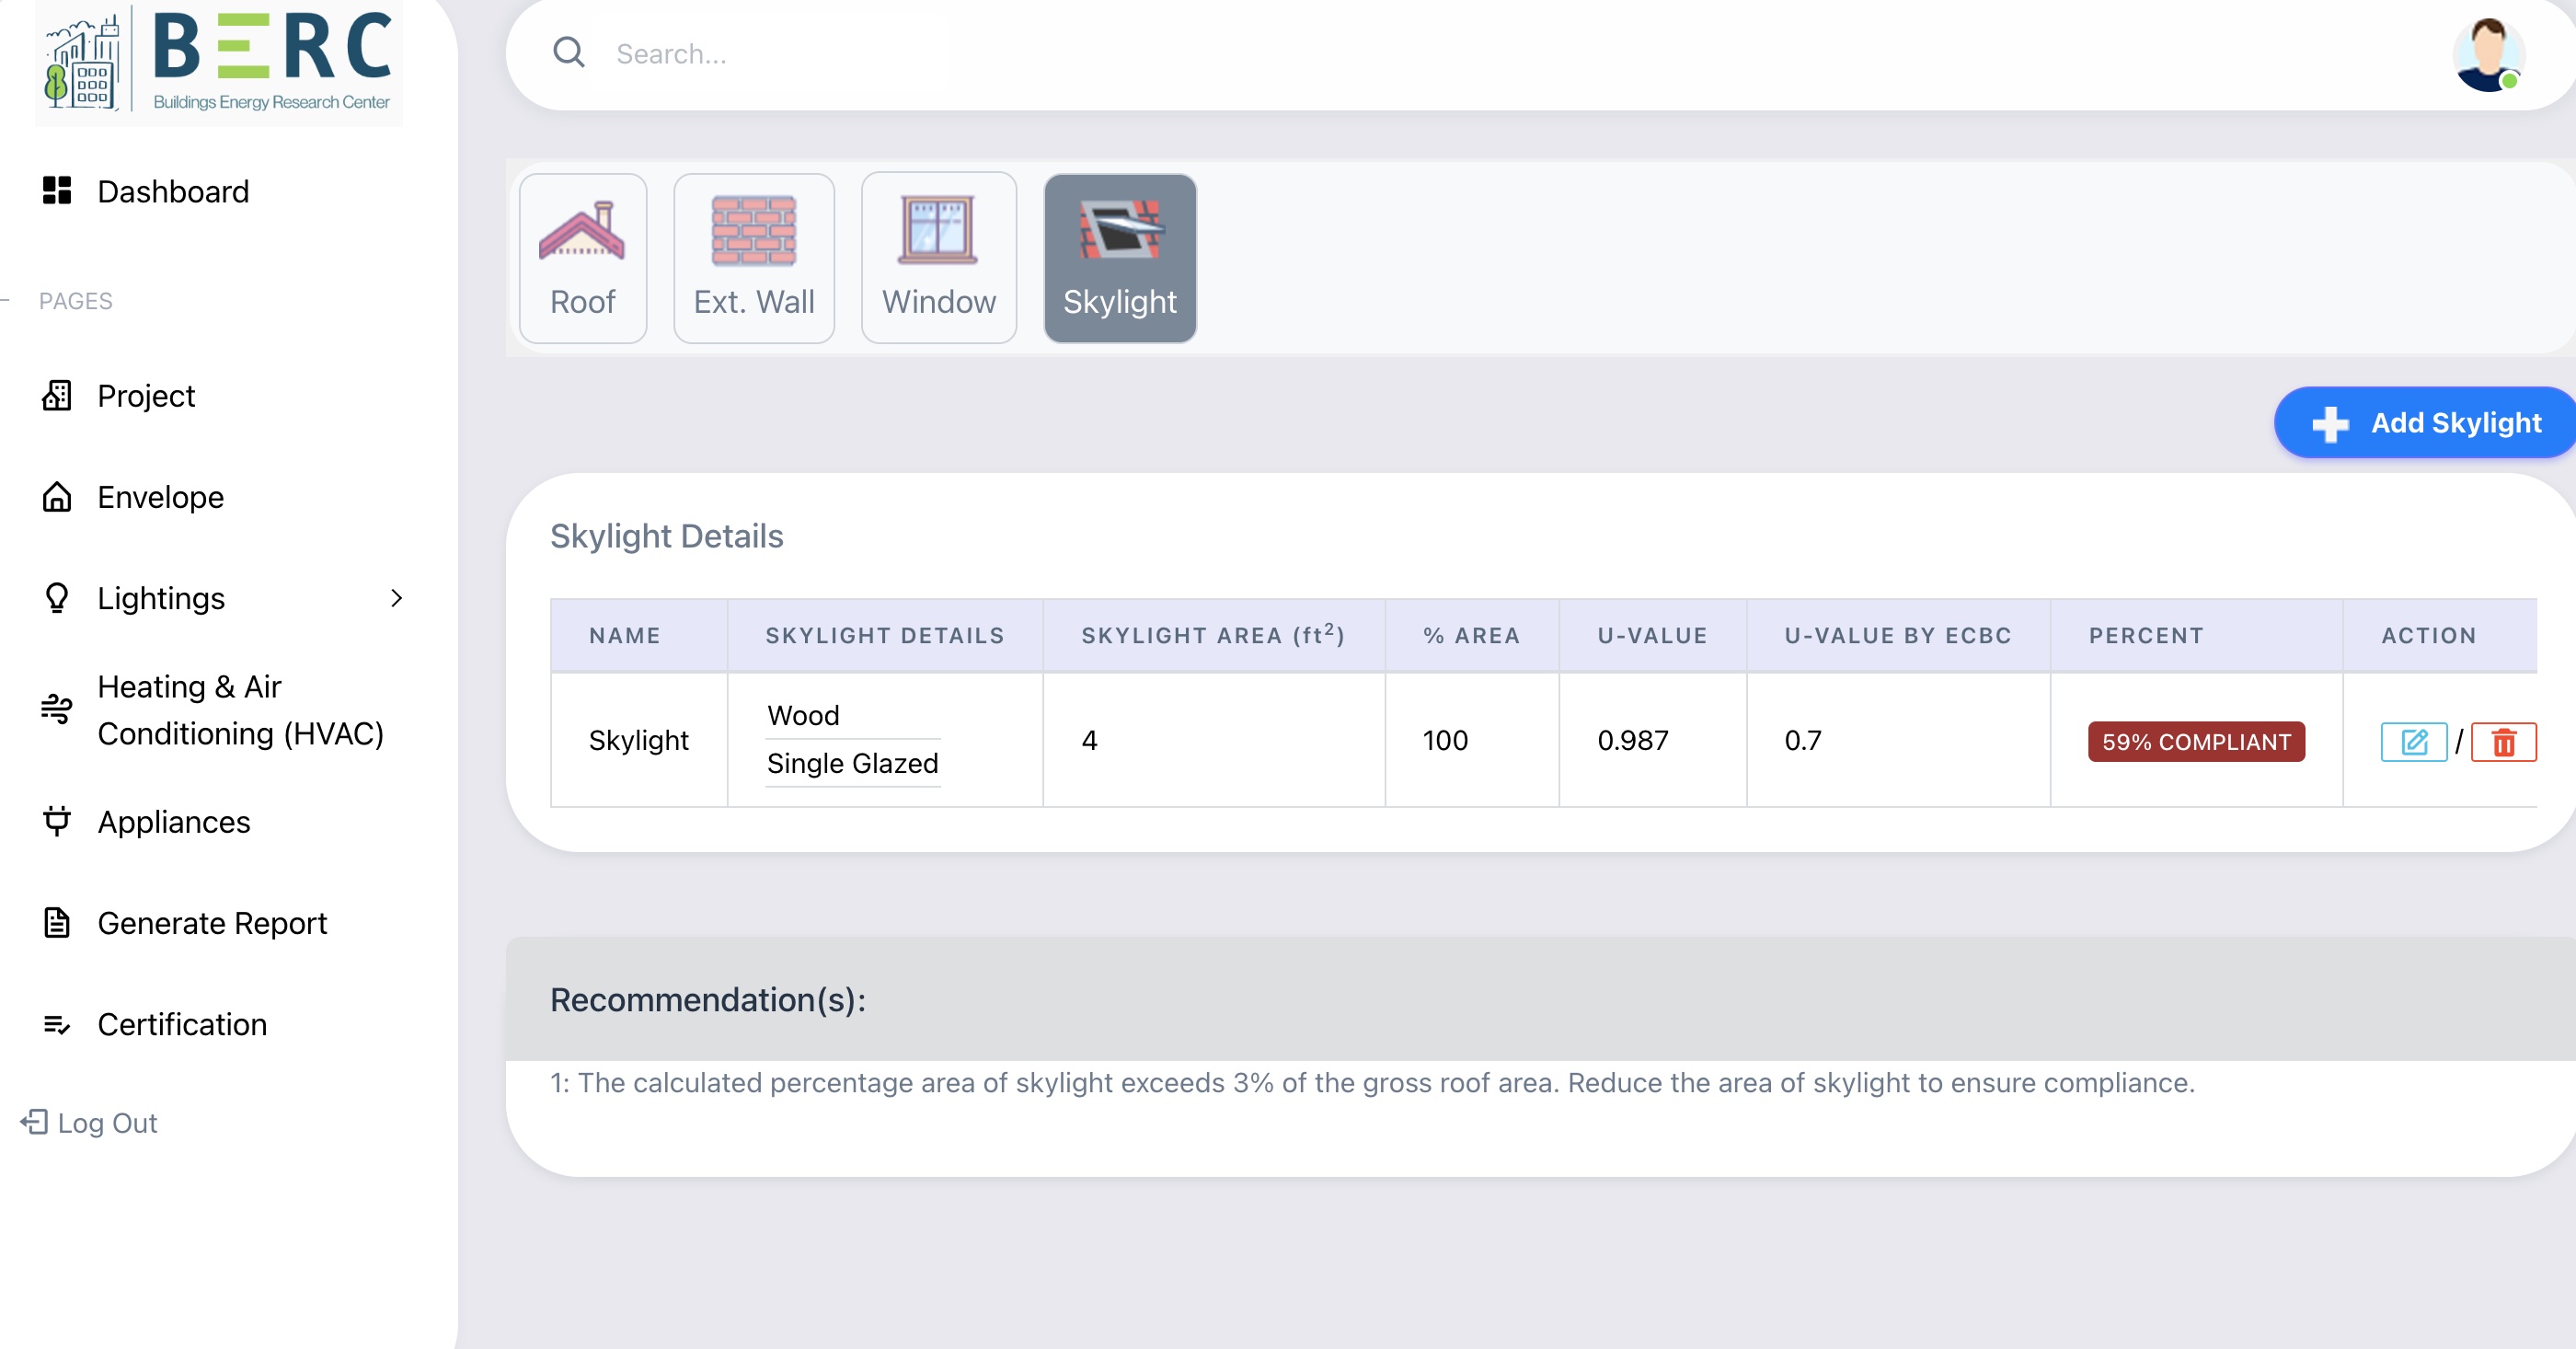 BERC
Buildings Energy Research Center
Search...
Dashboard
PAGES
Project
Envelope
Lightings
Heating & Air
Conditioning (HVAC)
Appliances
Generate Report
Certification
Log Out
Roof
Ext. Wall
Window
Skylight
Add Skylight
Skylight Details
NAME SKYLIGHT DETAILS SKYLIGHT AREA (ft²) % AREA U-VALUE U-VALUE BY ECBC PERCENT ACTION
Skylight Wood Single Glazed 4 100 0.987 0.7 59% COMPLIANT /
Recommendation(s):
1: The calculated percentage area of skylight exceeds 3% of the gross roof area. Reduce the area of skylight to ensure compliance.